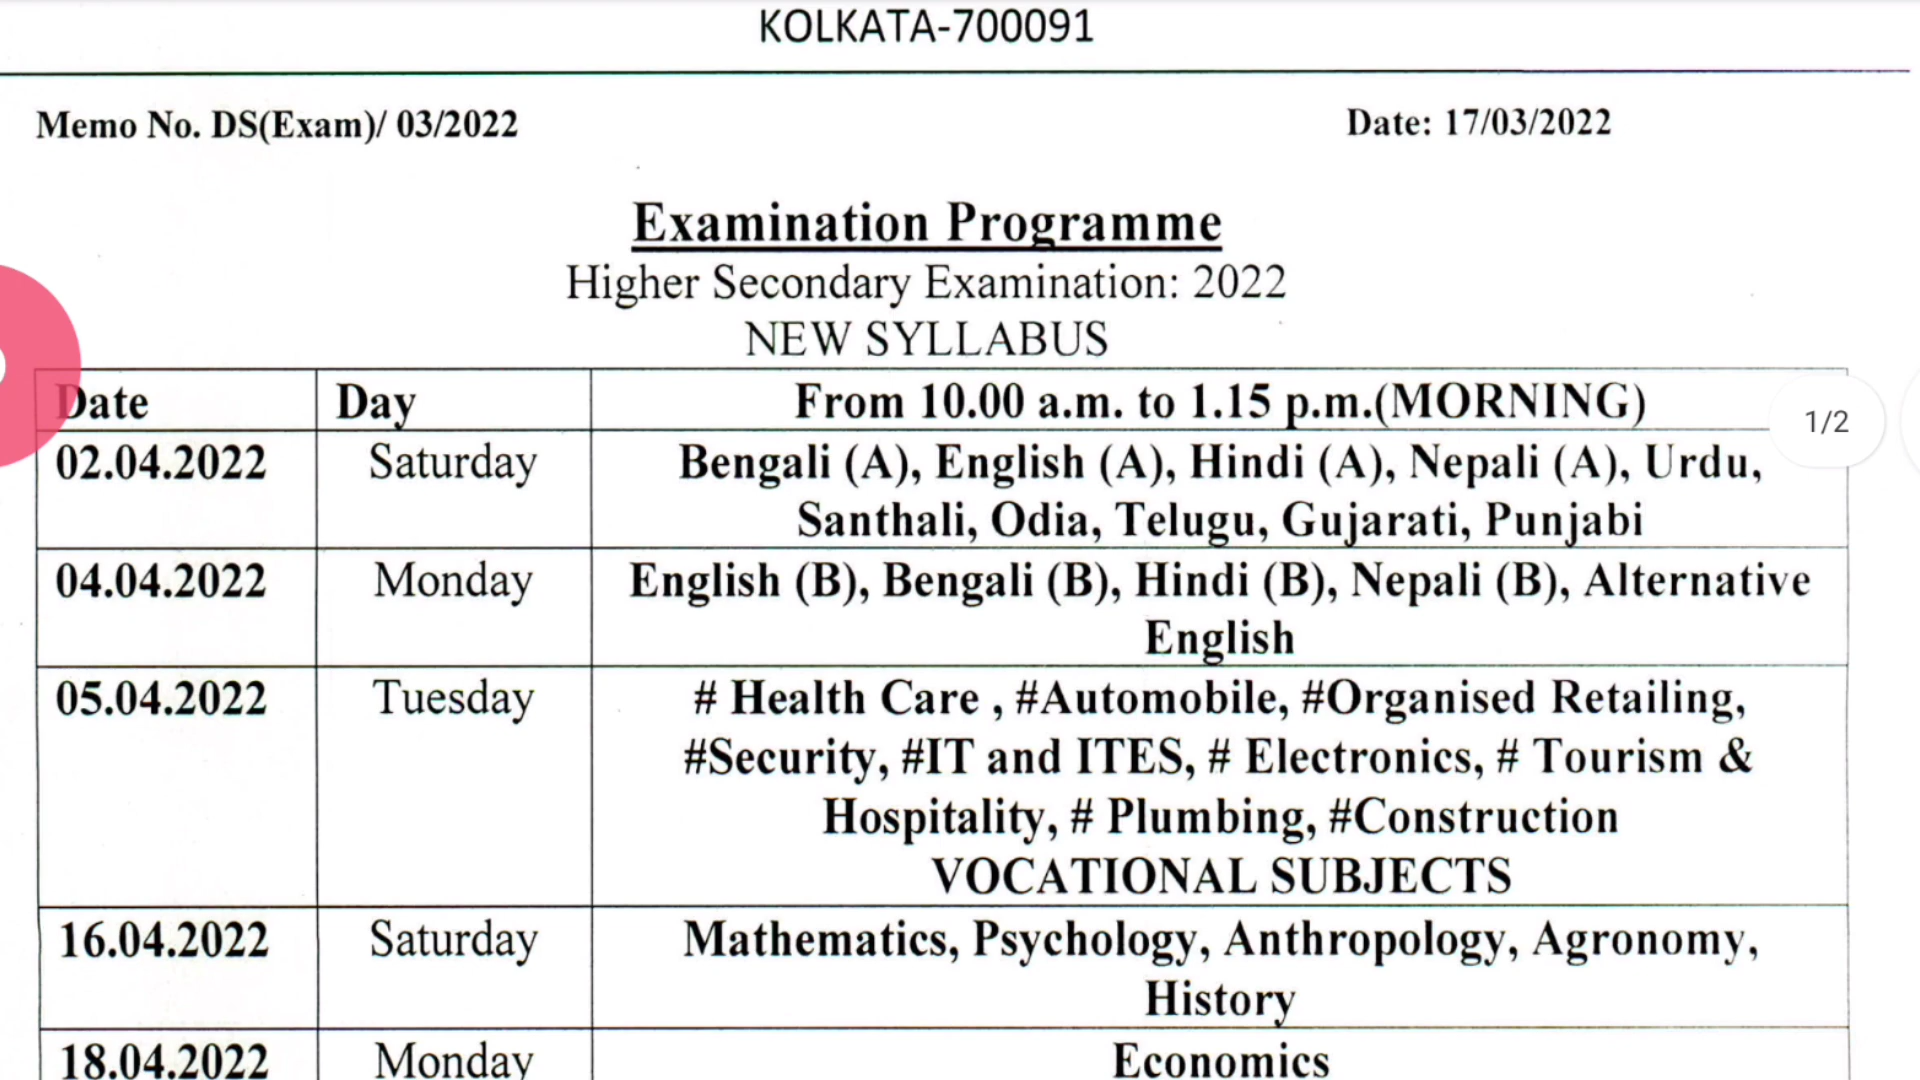 KOLKATA-700091
Memo No. DS(Exam)/ 03/2022 Date: 17/03/2022
Examination Programme
Higher Secondary Examination: 2022
NEW SYLLABUS
Date Day From 10.00 a.m. to 1.15 p.m.(MORNING)
1/2
02.04.2022 Saturday Bengali (A), English (A), Hindi (A), Nepali (A), Urdu,
Santhali, Odia, Telugu, Gujarati, Punjabi
04.04.2022 Monday English (B), Bengali (B), Hindi (B), Nepali (B), Alternative
English
05.04.2022 Tuesday # Health Care , #Automobile, #Organised Retailing,
#Security, #IT and ITES, # Electronics, # Tourism &
Hospitality, # Plumbing, #Construction
VOCATIONAL SUBJECTS
16.04.2022 Saturday Mathematics, Psychology, Anthropology, Agronomy,
History
18.04.2022 Monday Economics